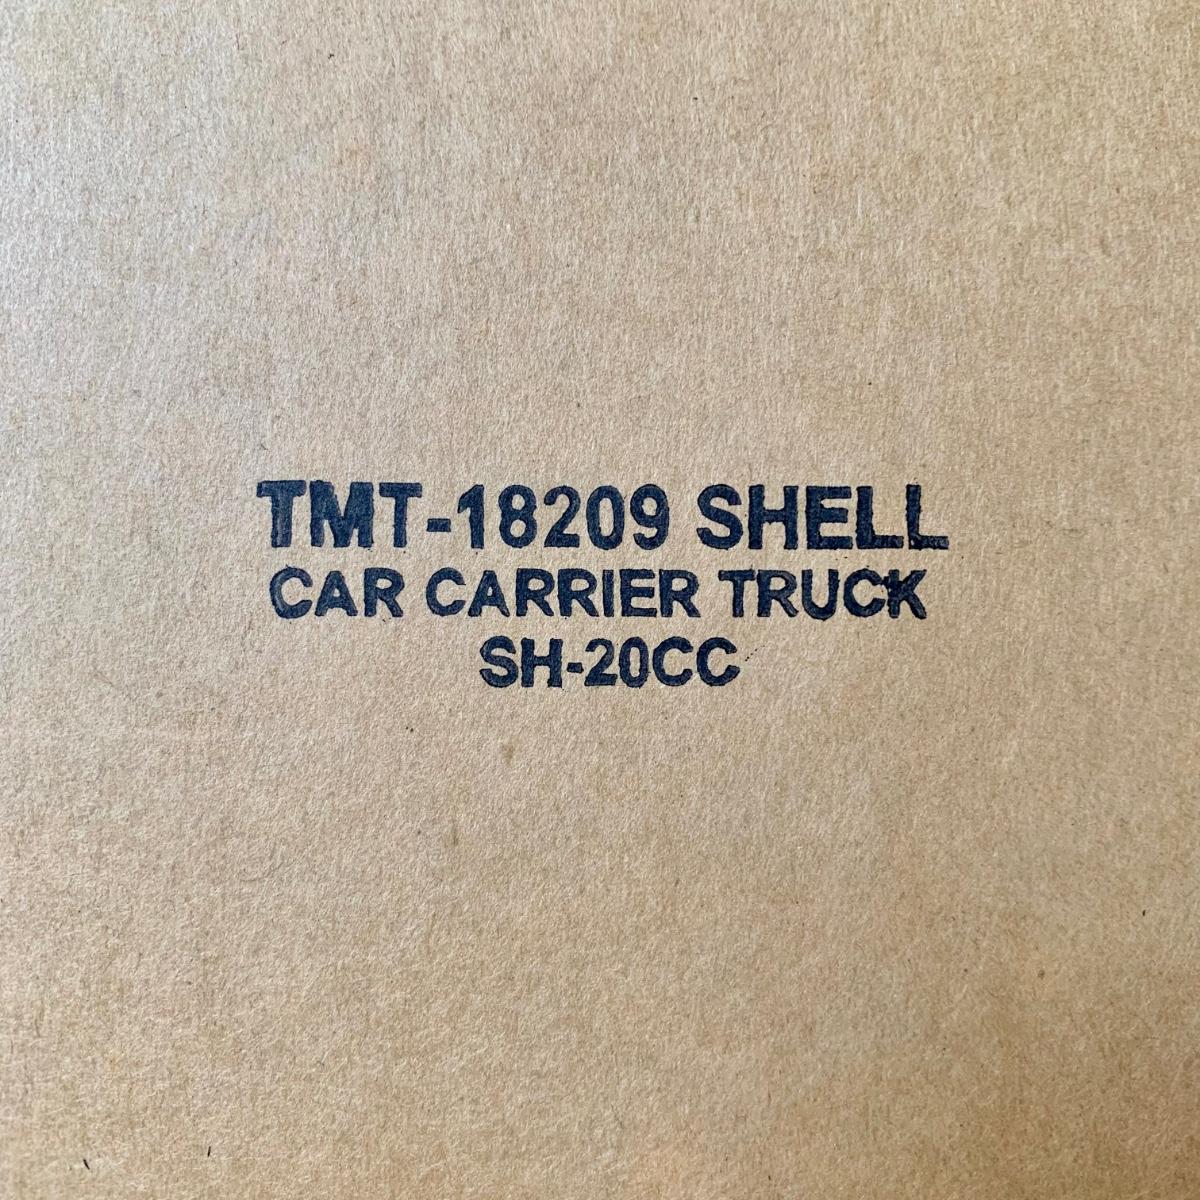 TMT-18209 SHELL
CAR CARRIER TRUCK
SH-20CC